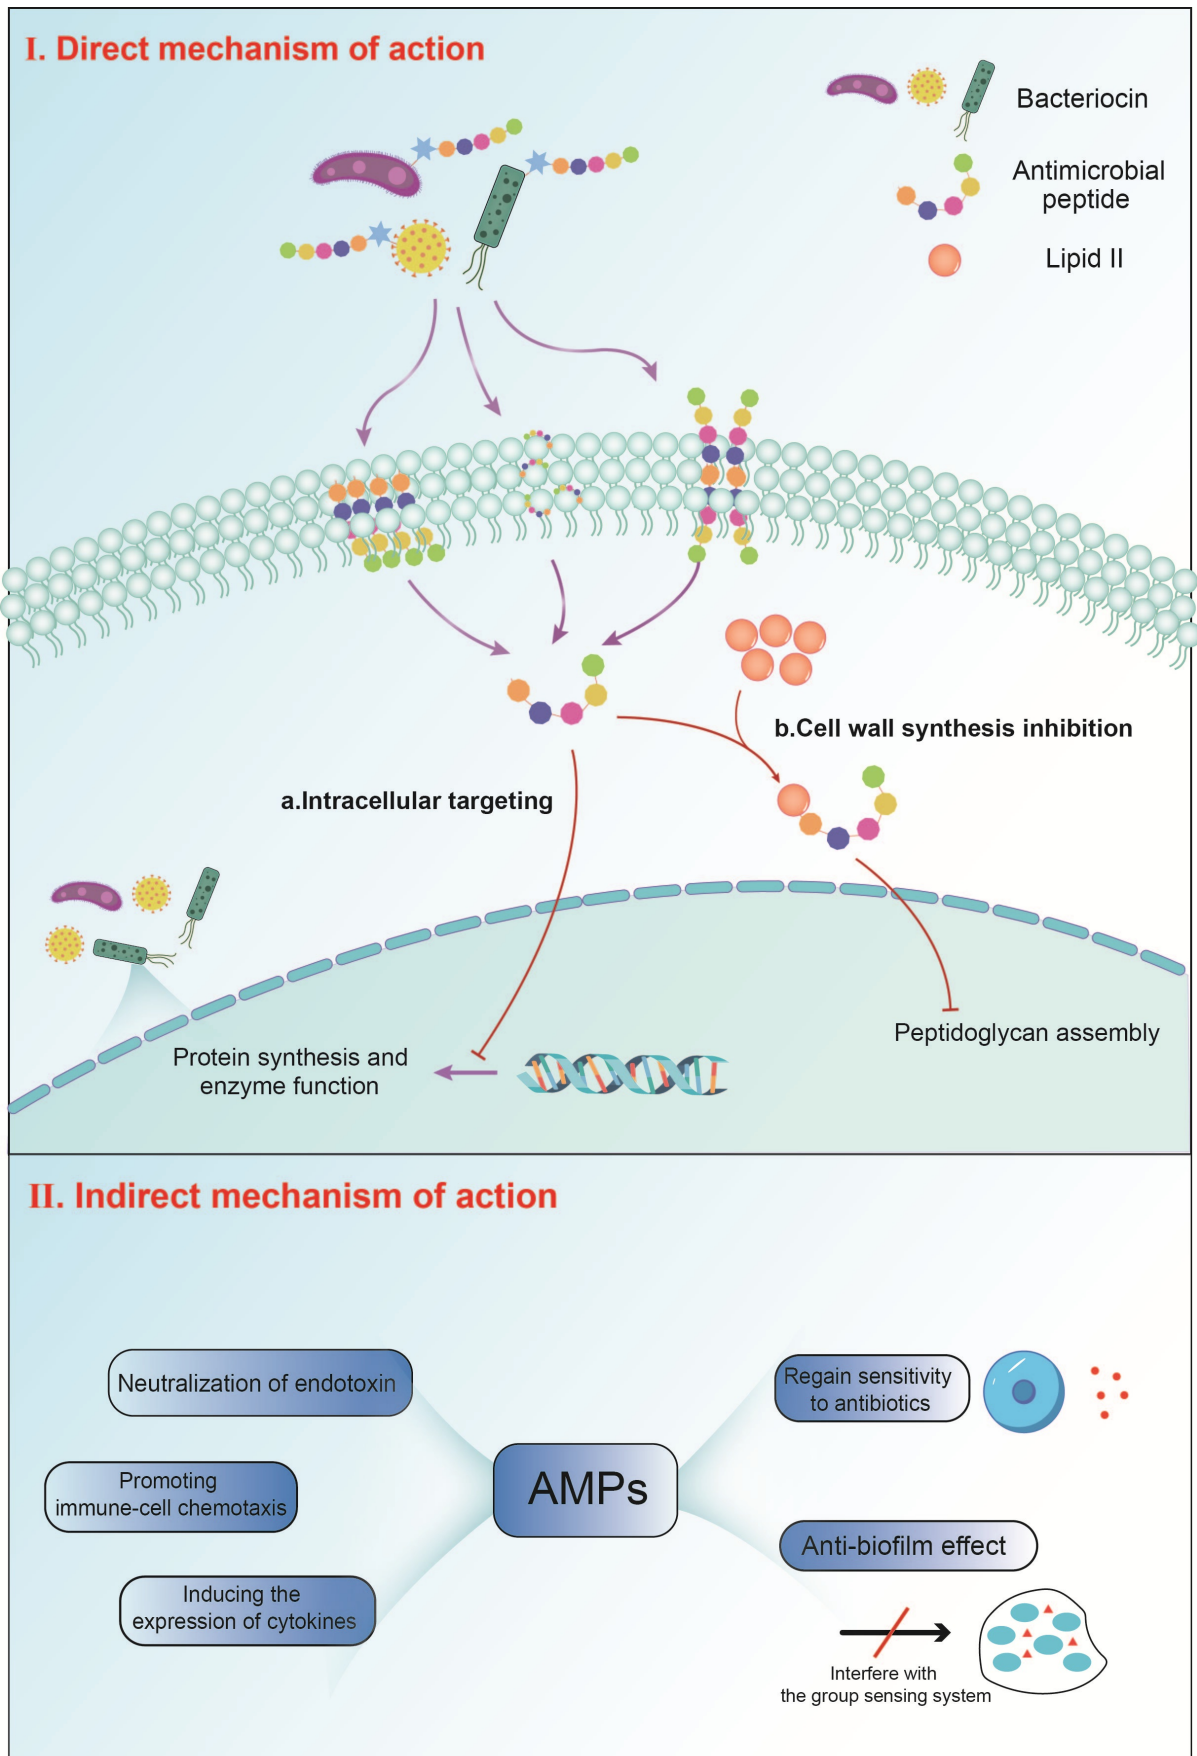 I. Direct mechanism of action
Bacteriocin
Antimicrobial
peptide
Lipid II
b.Cell wall synthesis inhibition
a.Intracellular targeting
Peptidoglycan assembly
Protein synthesis and
enzyme function
II. Indirect mechanism of action
Neutralization of endotoxin
Promoting
immune-cell chemotaxis
Inducing the
expression of cytokines
AMPs
Regain sensitivity
to antibiotics
Anti-biofilm effect
Interfere with
the group sensing system